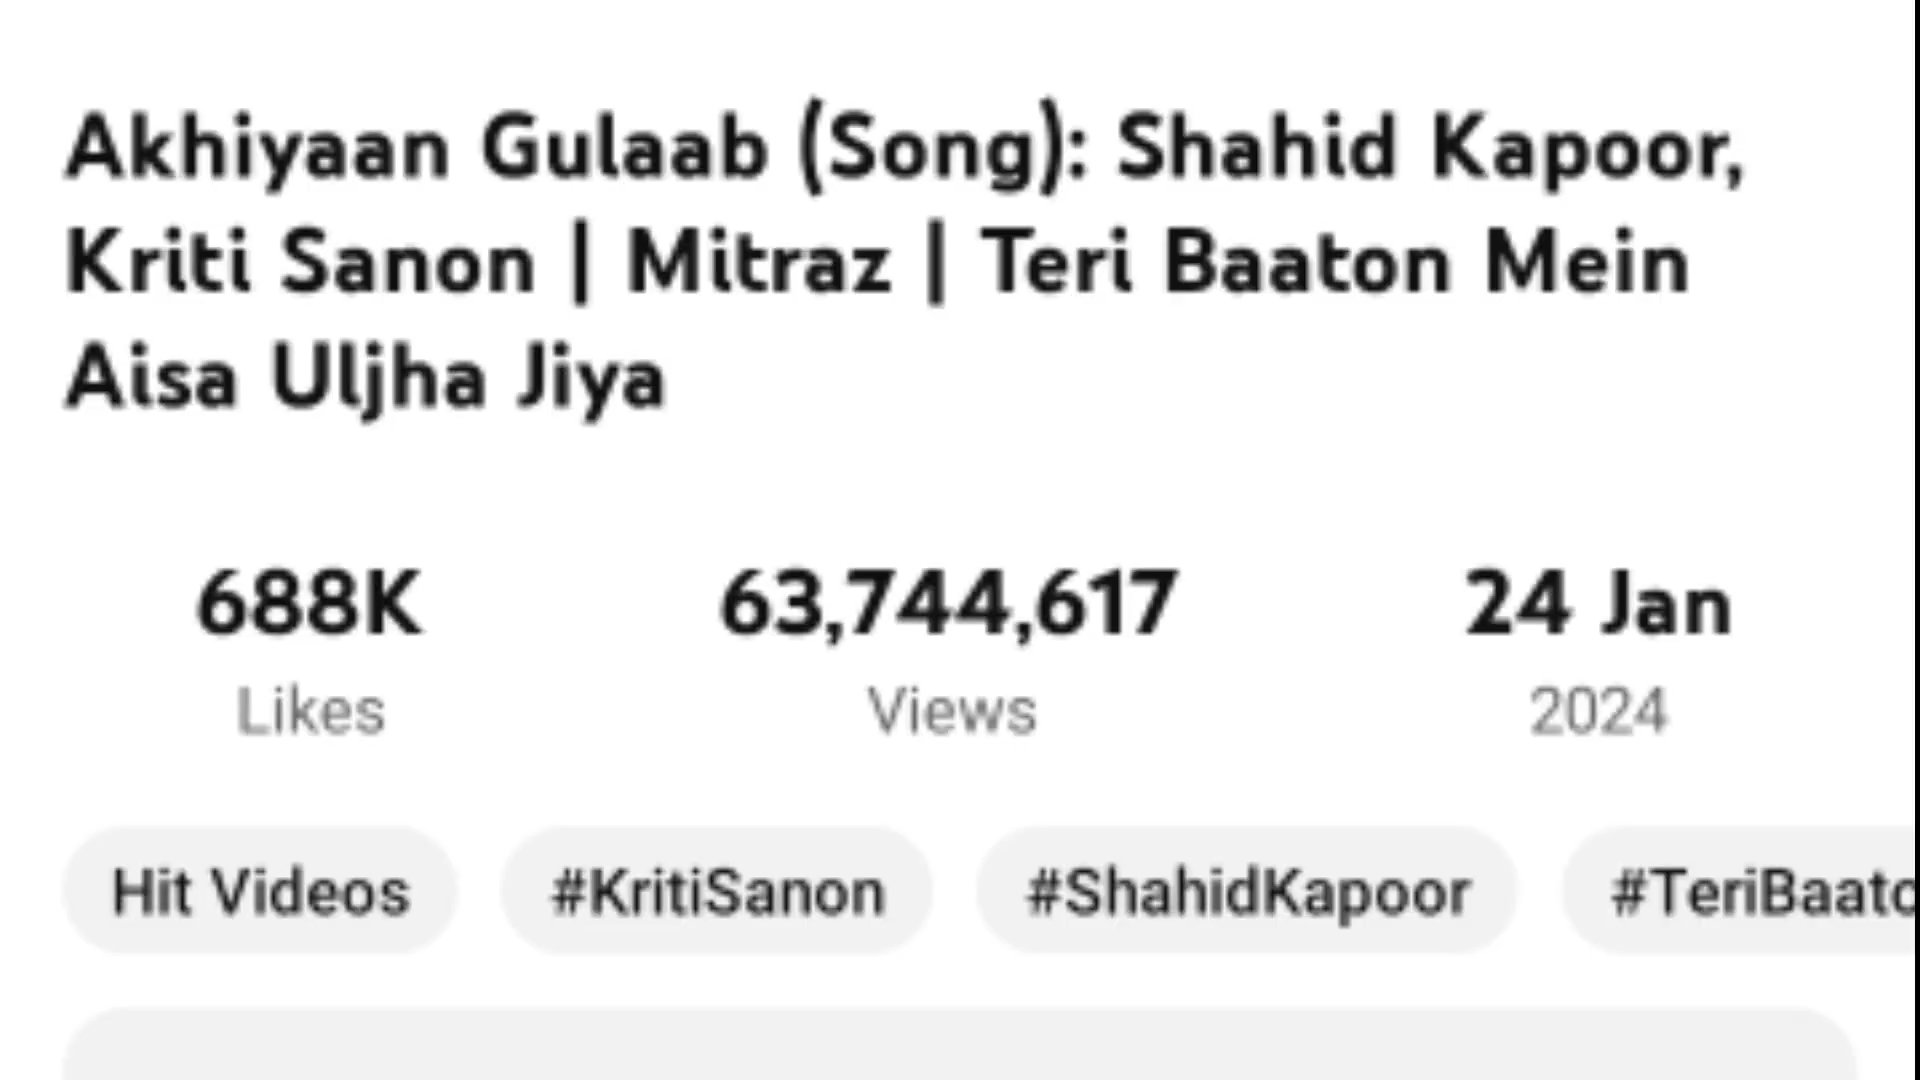 Akhiyaan Gulaab (Song): Shahid Kapoor,
Kriti Sanon | Mitraz | Teri Baaton Mein
Aisa Uljha Jiya
688K 63,744,617 24 Jan
Likes Views 2024
Hit Videos #KritiSanon #ShahidKapoor #TeriBaato